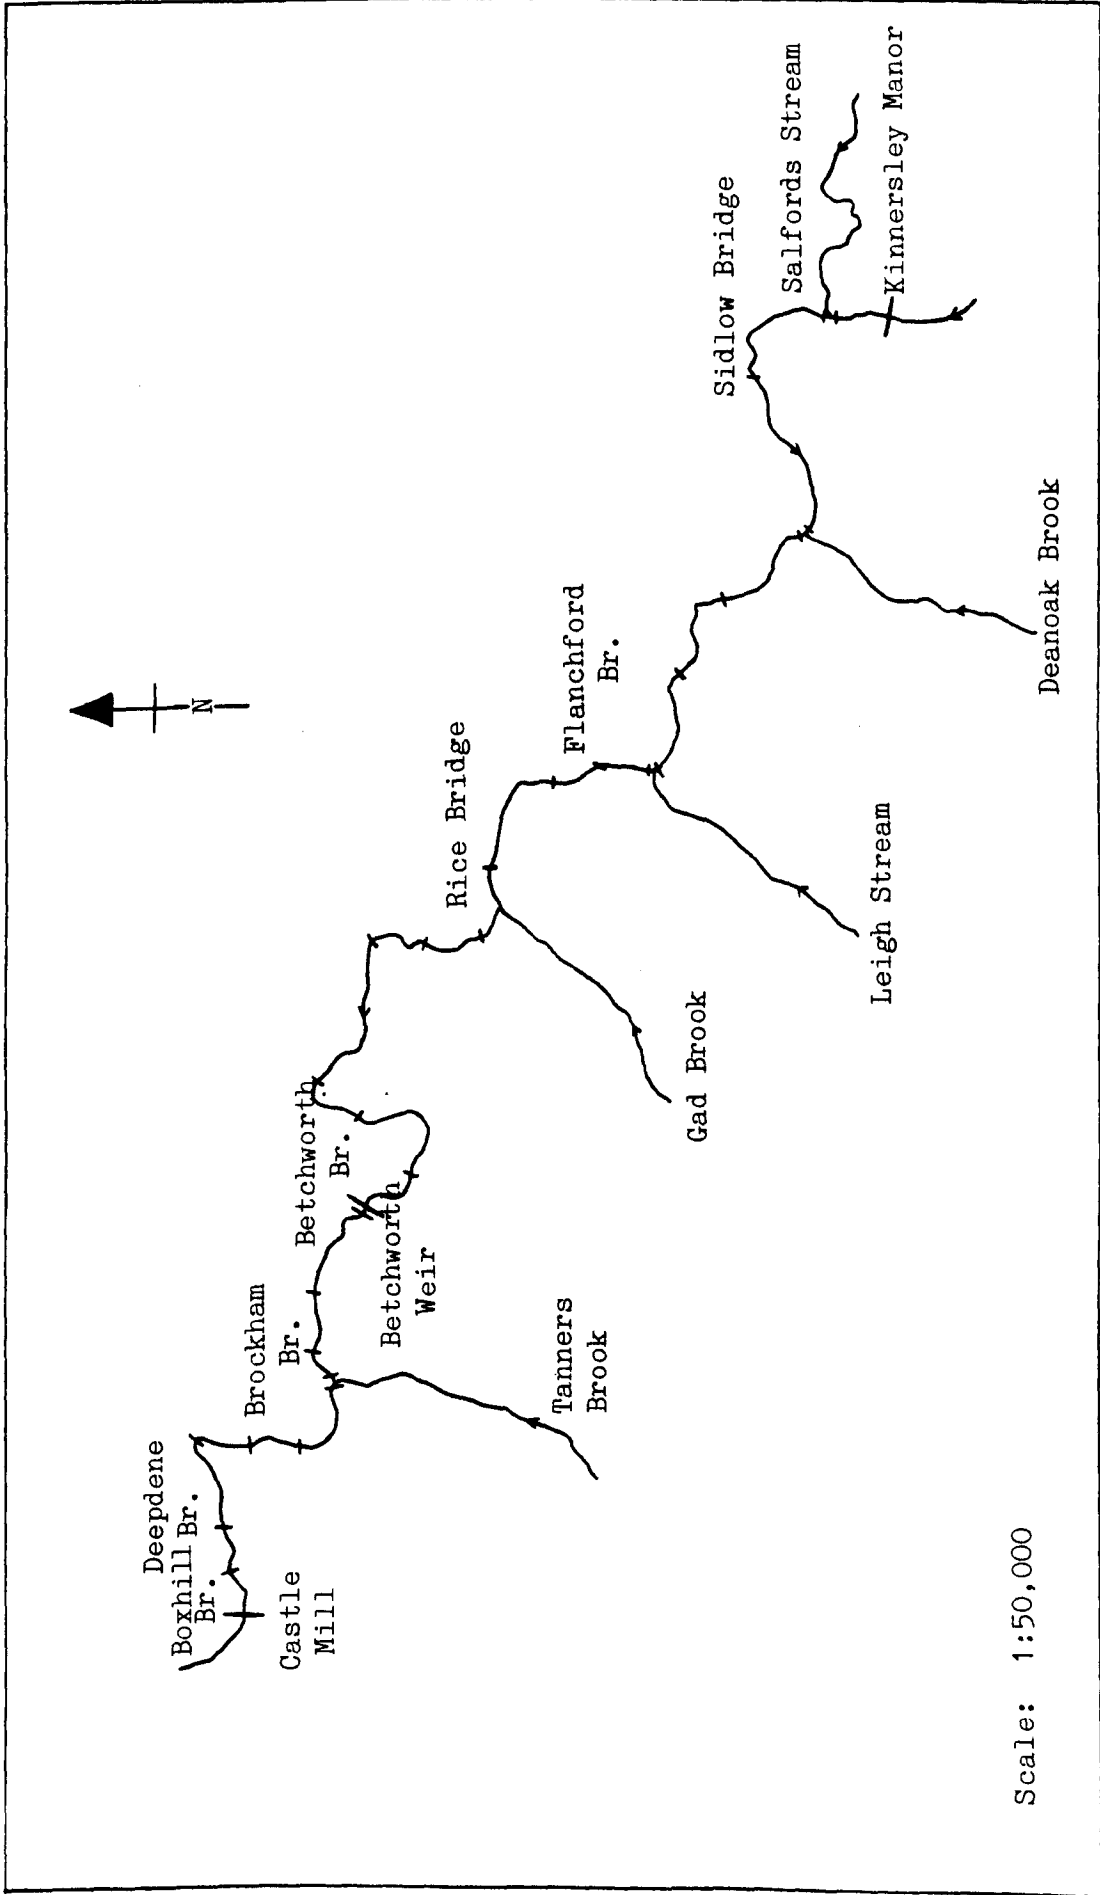 Deepdene
Br.
Boxhill
Br.
Castle
Mill
Brockham
Br.
Betchworth
Br.
Betchworth
Weir
Tanners
Brook
Rice Bridge
Gad Brook
N
Flanchford
Br.
Leigh Stream
Sidlow Bridge
Salfords Stream
Kinnersley Manor
Deanoak Brook
Scale: 1:50,000